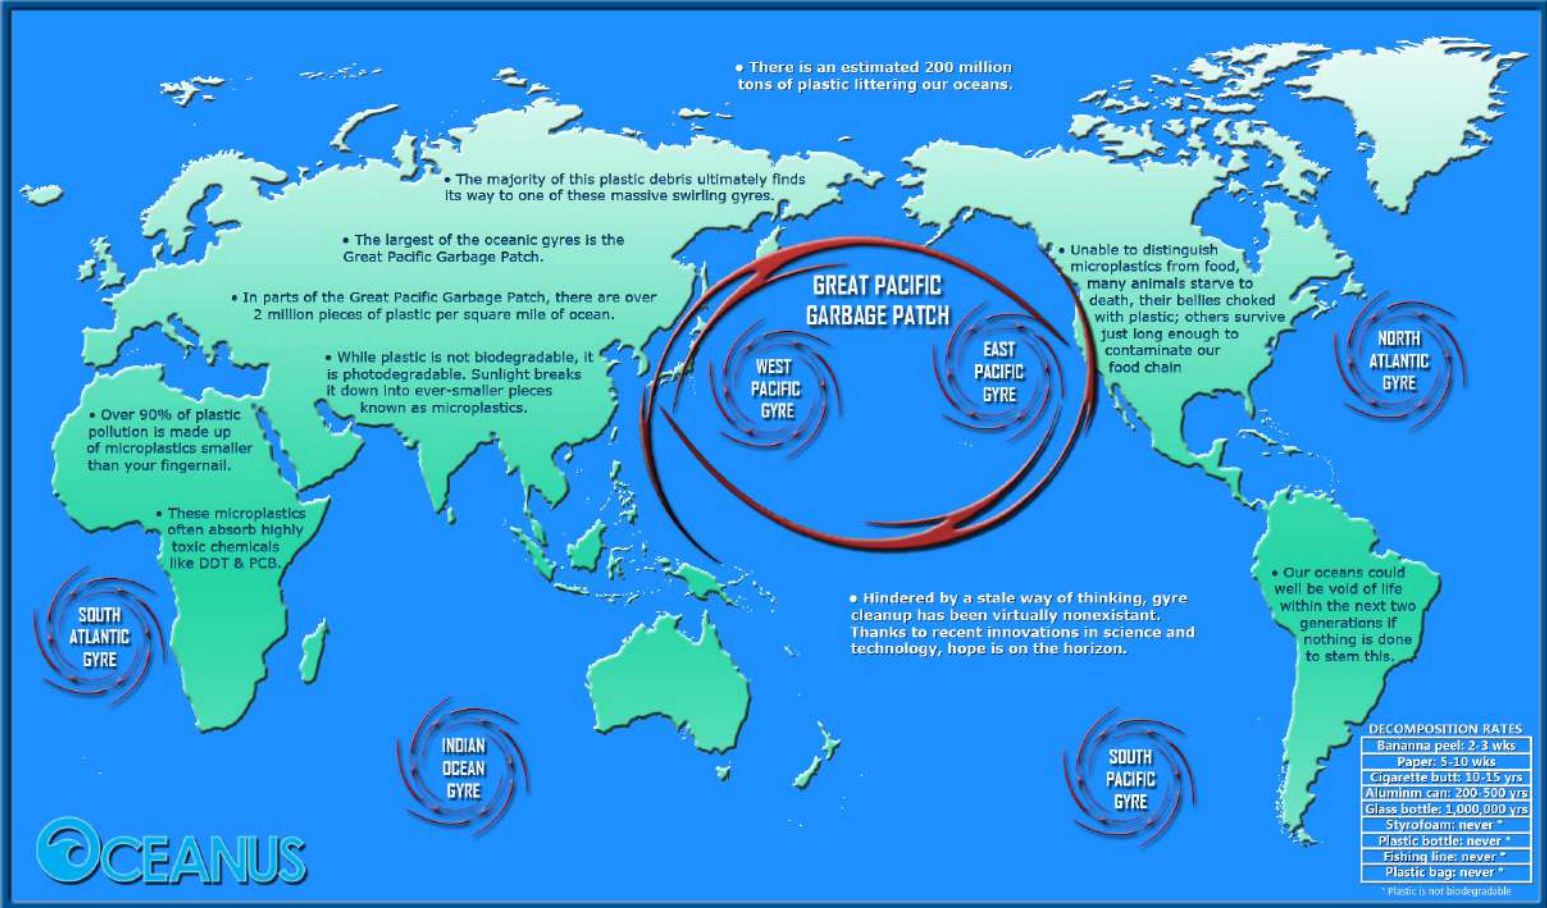 • There is an estimated 200 million
tons of plastic littering our oceans.
• The majority of this plastic debris ultimately finds
its way to one of these massive swirling gyres.
• The largest of the oceanic gyres is the
Great Pacific Garbage Patch.
• In parts of the Great Pacific Garbage Patch, there are over
2 million pieces of plastic per square mile of ocean.
• While plastic is not biodegradable, it
is photodegradable. Sunlight breaks
it down into ever-smaller pieces
known as microplastics.
• Over 90% of plastic
pollution is made up
of microplastics smaller
than your fingernail.
• These microplastics
often absorb highly
toxic chemicals
like DDT & PCB.
GREAT PACIFIC
GARBAGE PATCH
WEST
PACIFIC
GYRE
EAST
PACIFIC
GYRE
• Unable to distinguish
microplastics from food,
many animals starve to
death, their bellies choked
with plastic; others survive
just long enough to
contaminate our
food chain
NORTH
ATLANTIC
GYRE
SOUTH
ATLANTIC
GYRE
INDIAN
OCEAN
GYRE
• Hindered by a stale way of thinking, gyre
cleanup has been virtually nonexistant.
Thanks to recent innovations in science and
technology, hope is on the horizon.
• Our oceans could
well be void of life
within the next two
generations if
nothing is done
to stem this.
SOUTH
PACIFIC
GYRE
DECOMPOSITION RATES
Bananna peel: 2-3 wks
Paper: 5-10 wks
Cigarette butt: 10-15 yrs
Aluminm can: 200-500 yrs
Glass bottle: 1,000,000 yrs
Styrofoam: never *
Plastic bottle: never *
Fishing line: never *
Plastic bag: never *
* Plastic is not biodegradable
OCEANUS